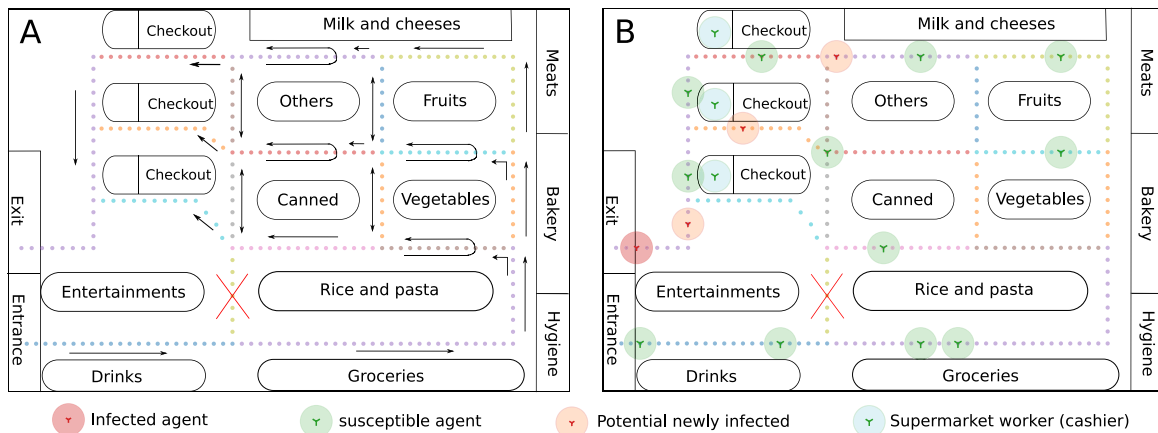 A
Checkout
Milk and cheeses
Meats
Checkout
Others
Fruits
Checkout
Canned
Vegetables
Bakery
Exit
Entertainments
Rice and pasta
Entrance
Hygiene
Drinks
Groceries
B
Checkout
Milk and cheeses
Meats
Checkout
Others
Fruits
Checkout
Canned
Vegetables
Bakery
Exit
Entertainments
Rice and pasta
Entrance
Hygiene
Drinks
Groceries
Infected agent
susceptible agent
Potential newly infected
Supermarket worker (cashier)